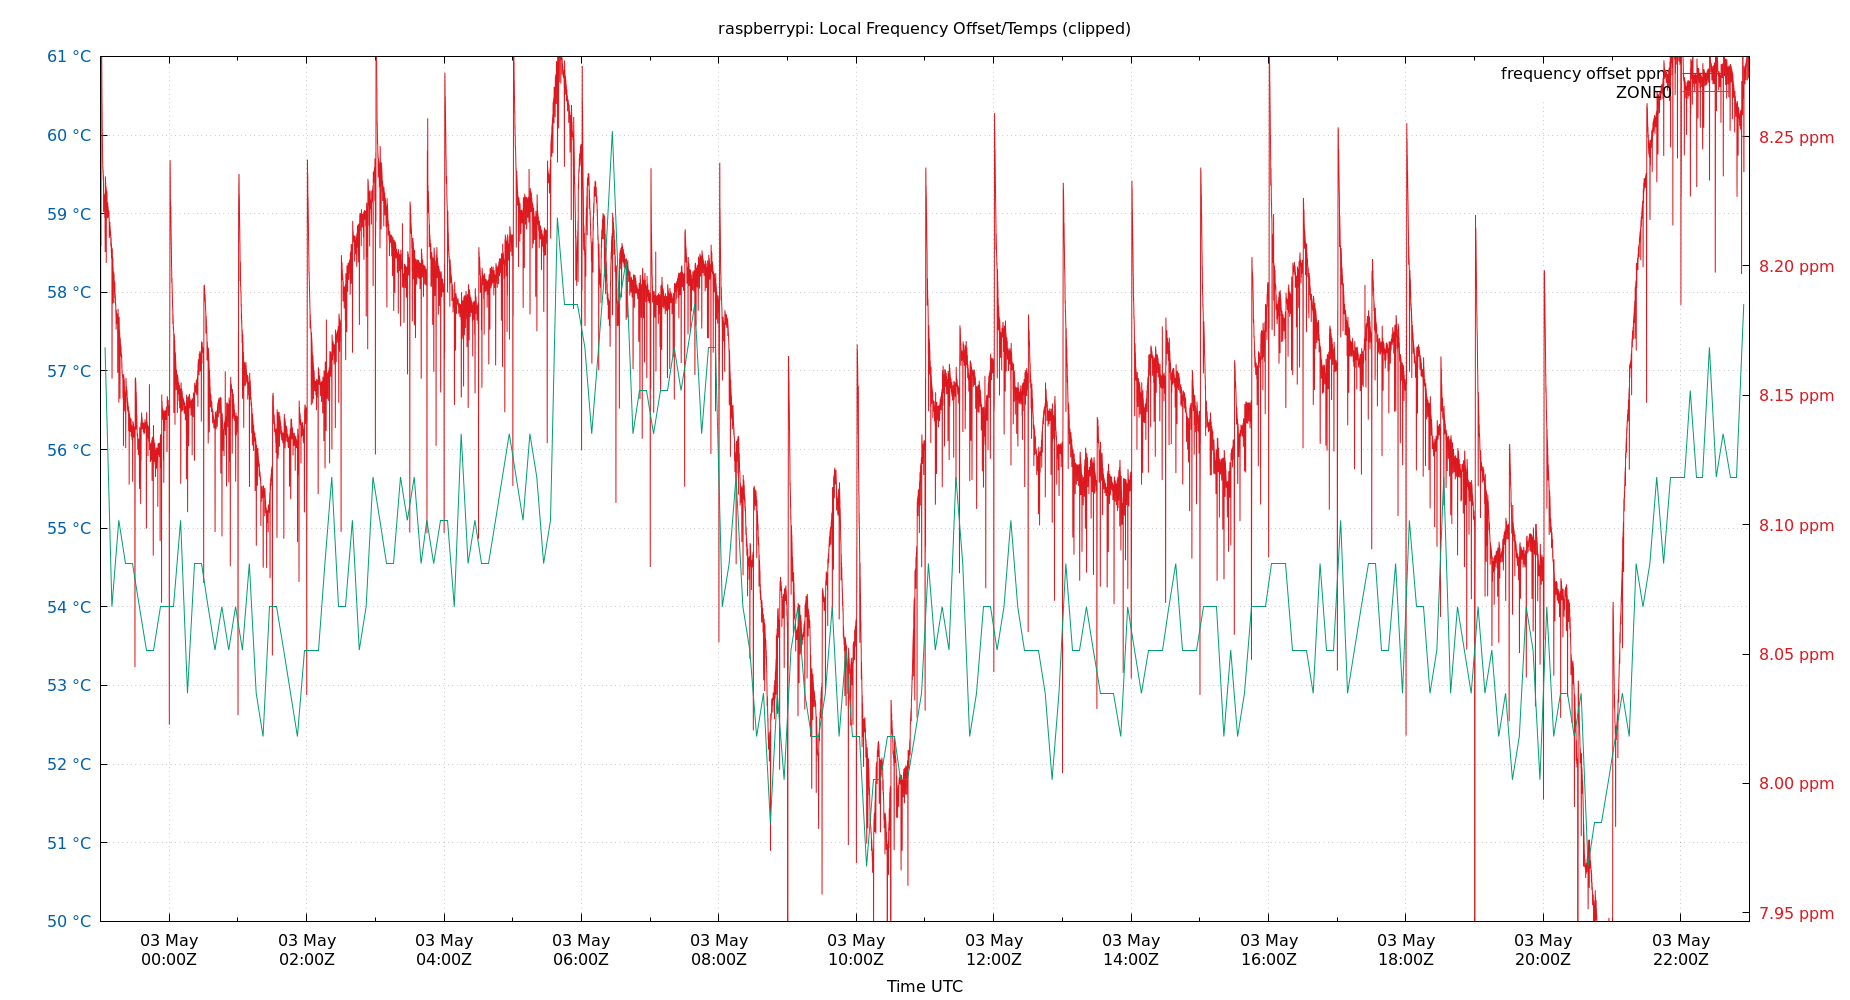 raspberrypi: Local Frequency Offset/Temps (clipped)
61 °C
60 °C
59 °C
58 °C
57 °C
56 °C
55 °C
54 °C
53 °C
52 °C
51 °C
50 °C
frequency offset ppm
ZONE0
8.25 ppm
8.20 ppm
8.15 ppm
8.10 ppm
8.05 ppm
8.00 ppm
7.95 ppm
03 May 03 May 03 May 03 May 03 May 03 May 03 May 03 May 03 May 03 May 03 May 03 May
00:00Z 02:00Z 04:00Z 06:00Z 08:00Z 10:00Z 12:00Z 14:00Z 16:00Z 18:00Z 20:00Z 22:00Z
Time UTC